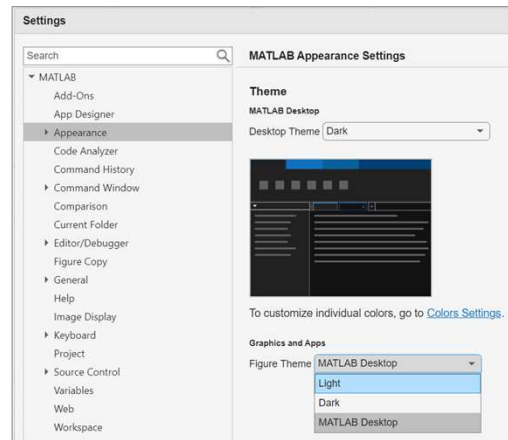 Settings
Search
MATLAB
Add-Ons
App Designer
Appearance
Code Analyzer
Command History
Command Window
Comparison
Current Folder
Editor/Debugger
Figure Copy
General
Help
Image Display
Keyboard
Project
Source Control
Variables
Web
Workspace
MATLAB Appearance Settings
Theme
MATLAB Desktop
Desktop Theme Dark
To customize individual colors, go to Colors Settings.
Graphics and Apps
Figure Theme MATLAB Desktop
Light
Dark
MATLAB Desktop